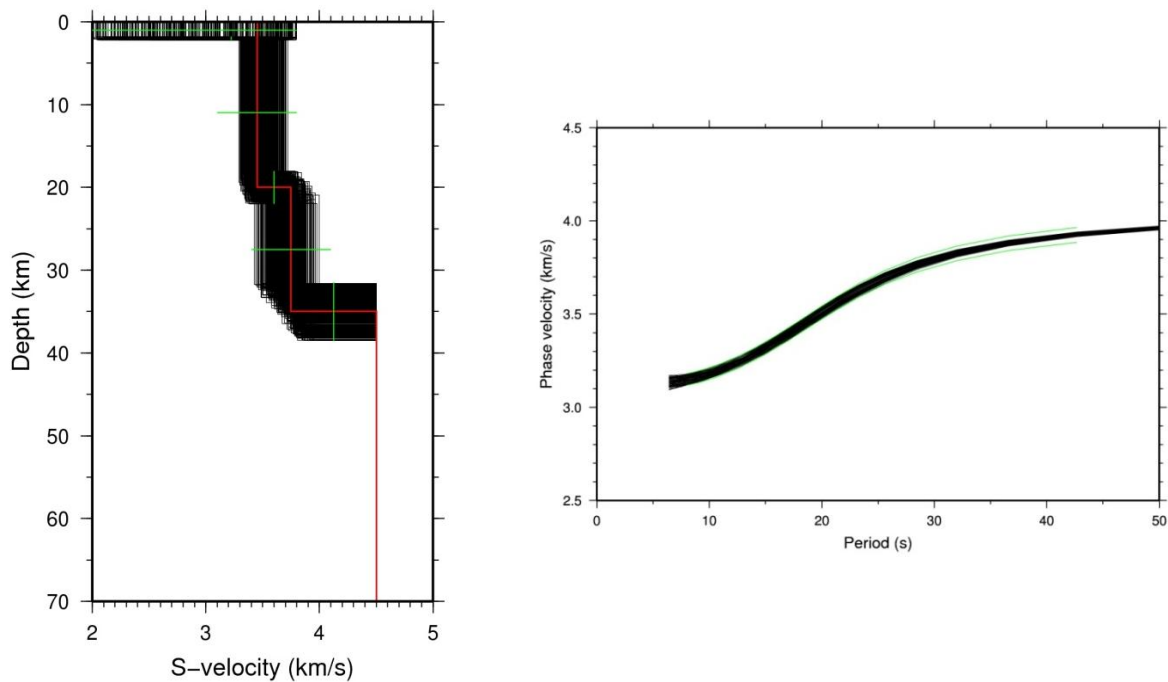 0
10
20
30
40
50
60
70
Depth (km)
2 3 4 5
S−velocity (km/s)
4.5
4.0
3.5
3.0
2.5
Phase velocity (km/s)
0 10 20 30 40 50
Period (s)